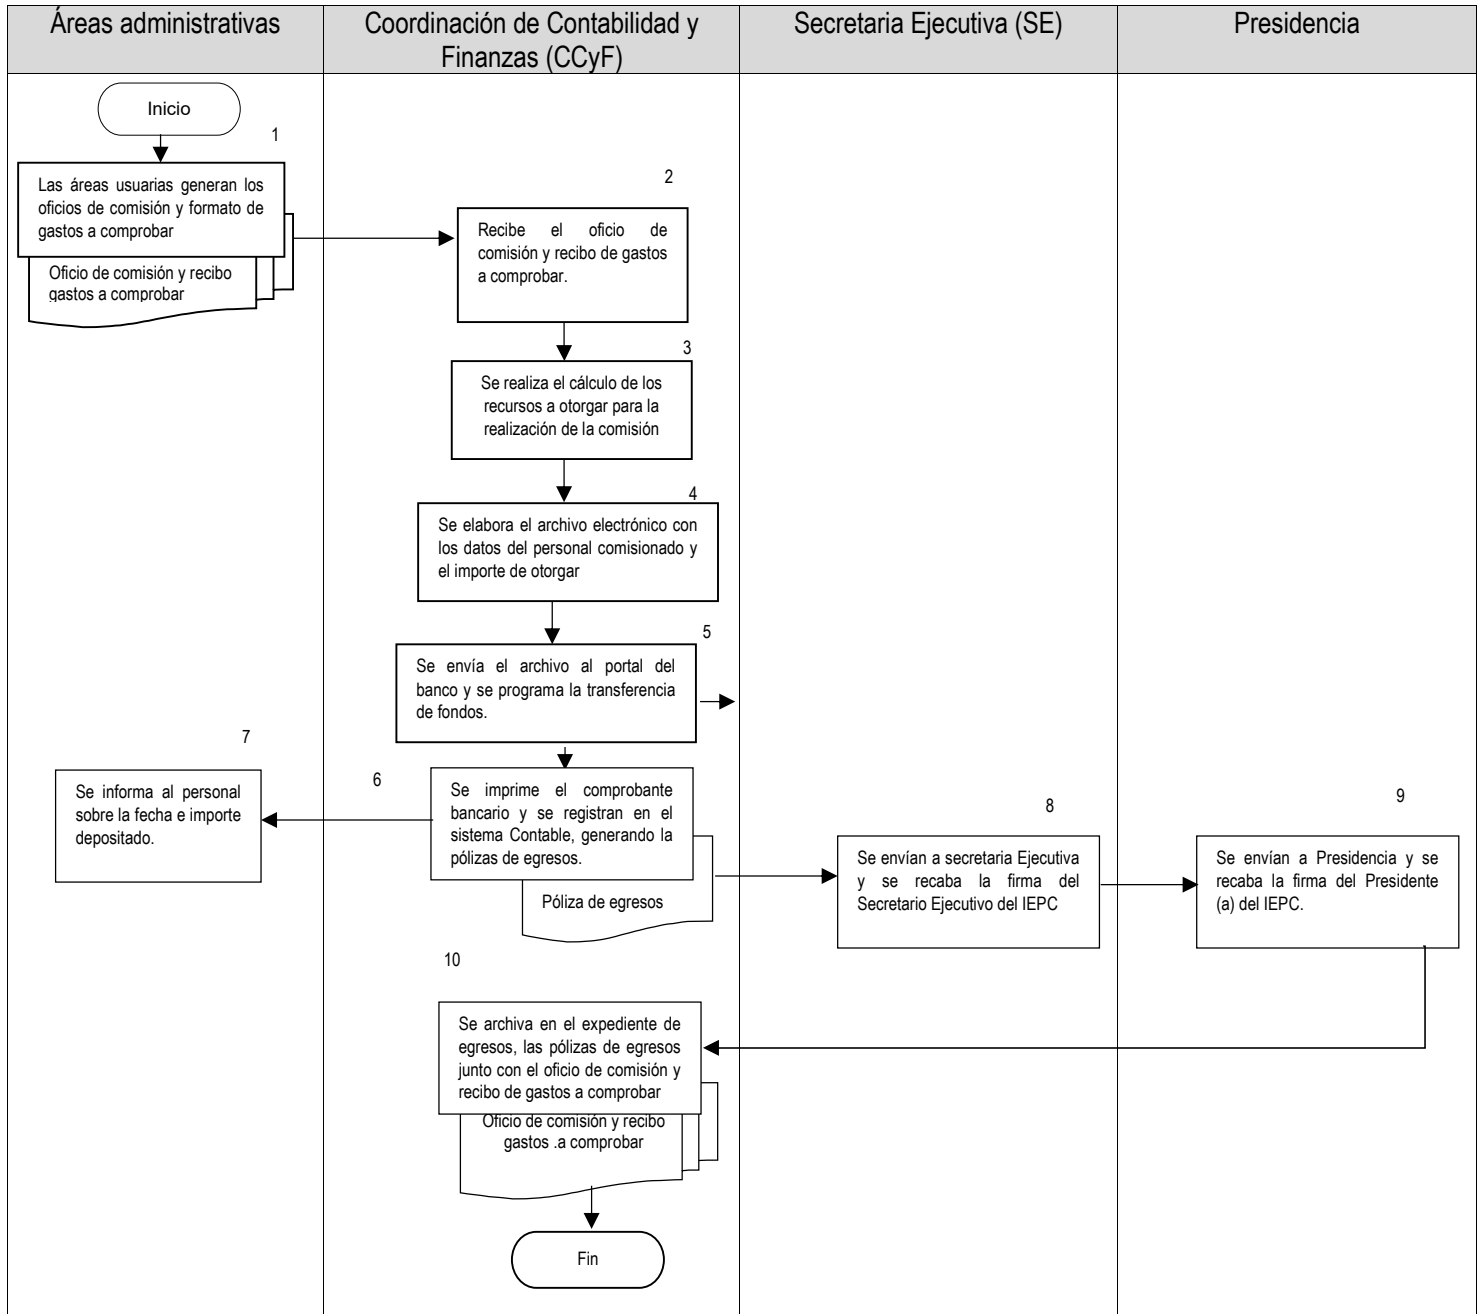 Áreas administrativas
Coordinación de Contabilidad y
Finanzas (CCyF)
Secretaria Ejecutiva (SE)
Presidencia
Inicio
1
Las áreas usuarias generan los
oficios de comisión y formato de
gastos a comprobar
Oficio de comisión y recibo
gastos a comprobar
2
Recibe el oficio de
comisión y recibo de gastos
a comprobar.
3
Se realiza el cálculo de los
recursos a otorgar para la
realización de la comisión
4
Se elabora el archivo electrónico con
los datos del personal comisionado y
el importe de otorgar
5
Se envía el archivo al portal del
banco y se programa la transferencia
de fondos.
6
Se imprime el comprobante
bancario y se registran en el
sistema Contable, generando la
pólizas de egresos.
Póliza de egresos
7
Se informa al personal
sobre la fecha e importe
depositado.
8
Se envían a secretaria Ejecutiva
y se recaba la firma del
Secretario Ejecutivo del IEPC
9
Se envían a Presidencia y se
recaba la firma del Presidente
(a) del IEPC.
10
Se archiva en el expediente de
egresos, las pólizas de egresos
junto con el oficio de comisión y
recibo de gastos a comprobar
Oficio de comisión y recibo
gastos .a comprobar
Fin